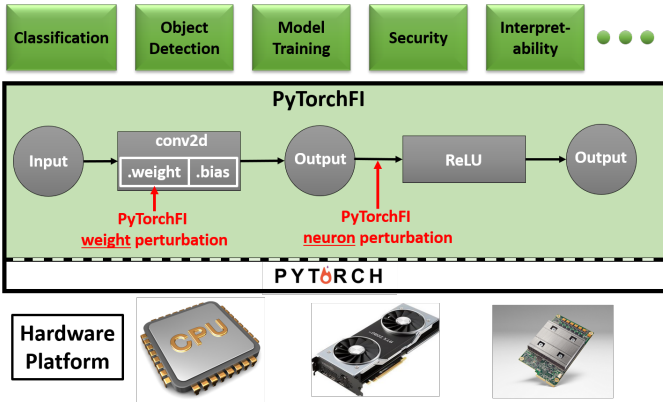 Classification
Object
Detection
Model
Training
Security
Interpret-
ability
PyTorchFI
Input
conv2d
.weight
.bias
Output
ReLU
Output
PyTorchFI
weight perturbation
PyTorchFI
neuron perturbation
PYTORCH
Hardware
Platform
CPU